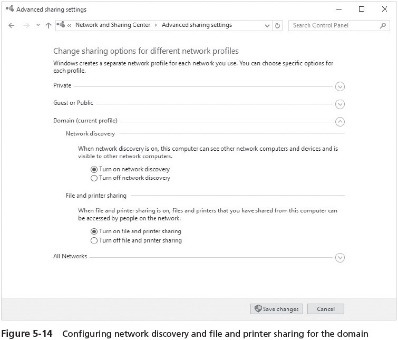 Advanced sharing settings
« Network and Sharing Center › Advanced sharing settings
Search Control Panel
Change sharing options for different network profiles
Windows creates a separate network profile for each network you use. You can choose specific options for
each profile.
Private
Guest or Public
Domain (current profile)
Network discovery
When network discovery is on, this computer can see other network computers and devices and is
visible to other network computers.
Turn on network discovery
Turn off network discovery
File and printer sharing
When file and printer sharing is on, files and printers that you have shared from this computer can
be accessed by people on the network.
Turn on file and printer sharing
Turn off file and printer sharing
All Networks
Save changes
Cancel
Figure 5-14 Configuring network discovery and file and printer sharing for the domain